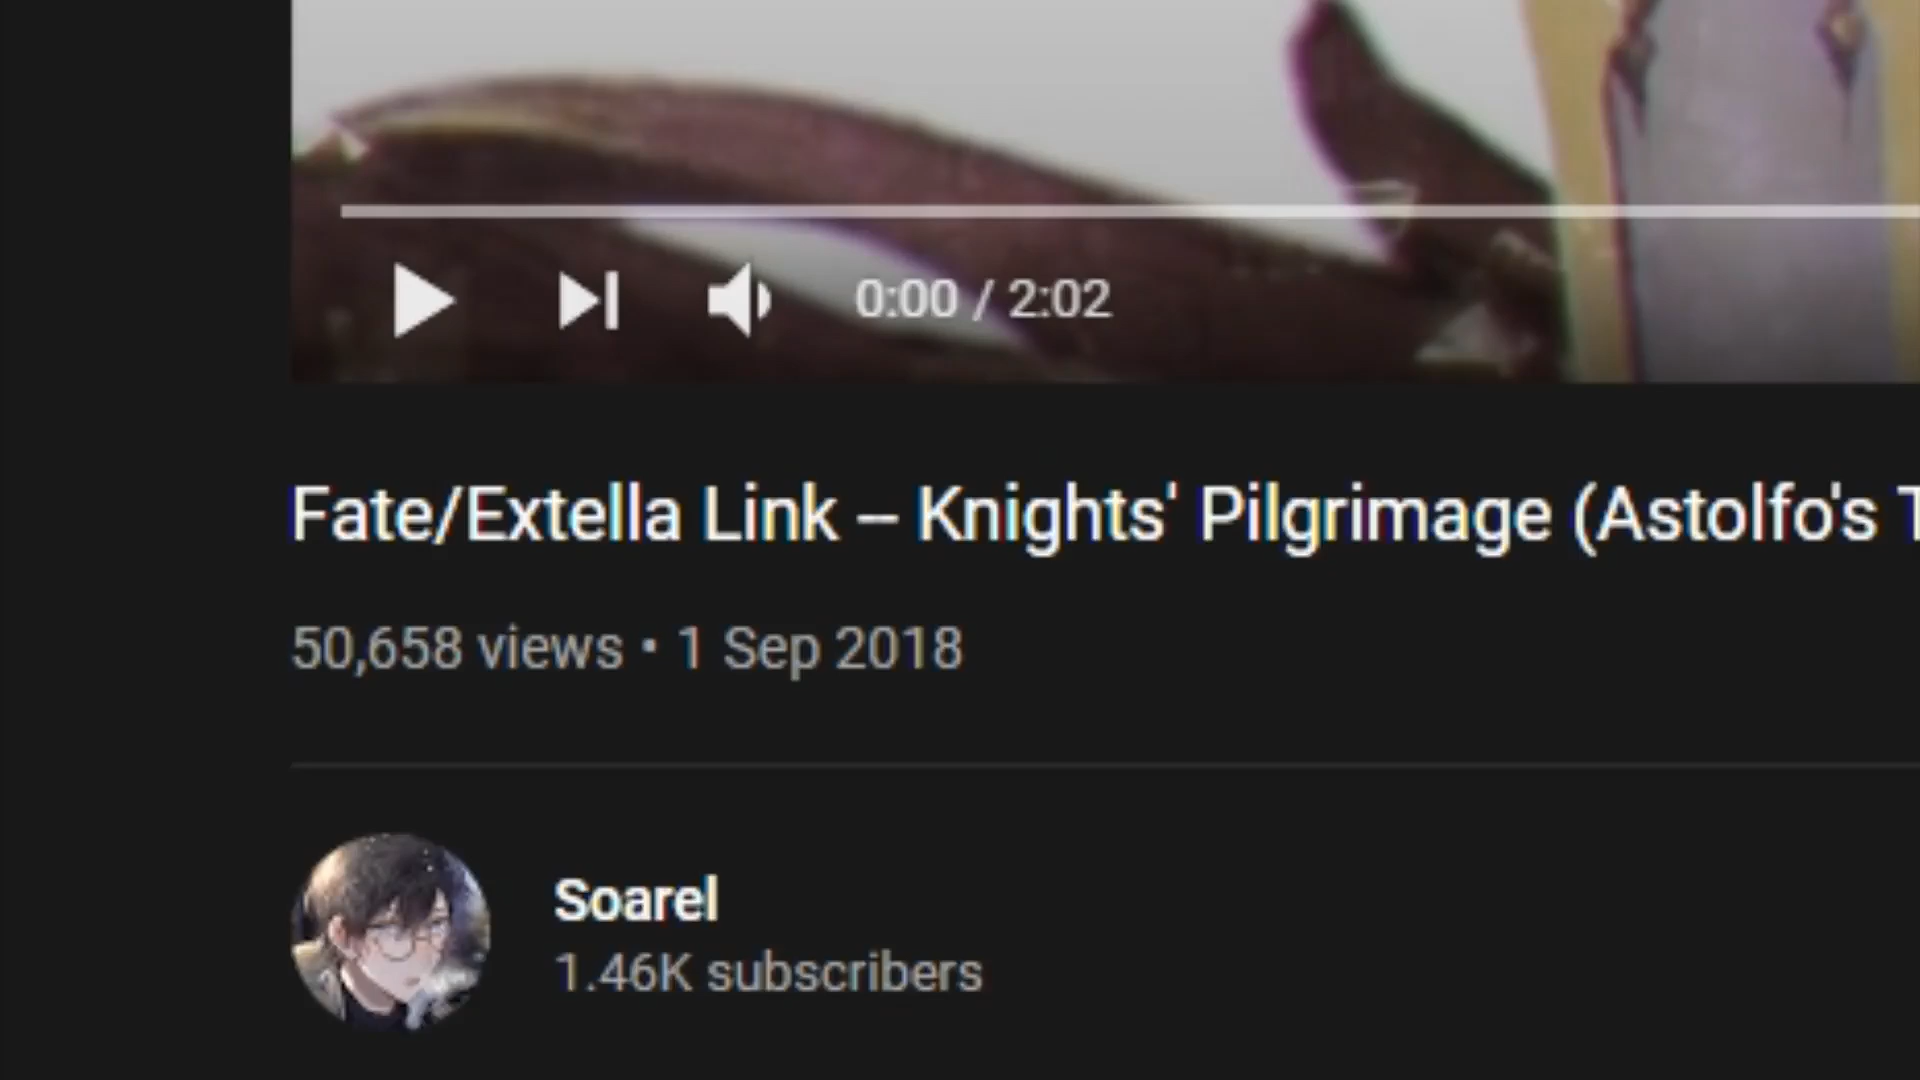 0:00 / 2:02
Fate/Extella Link – Knights' Pilgrimage (Astolfo's
50,658 views • 1 Sep 2018
Soarel
1.46K subscribers